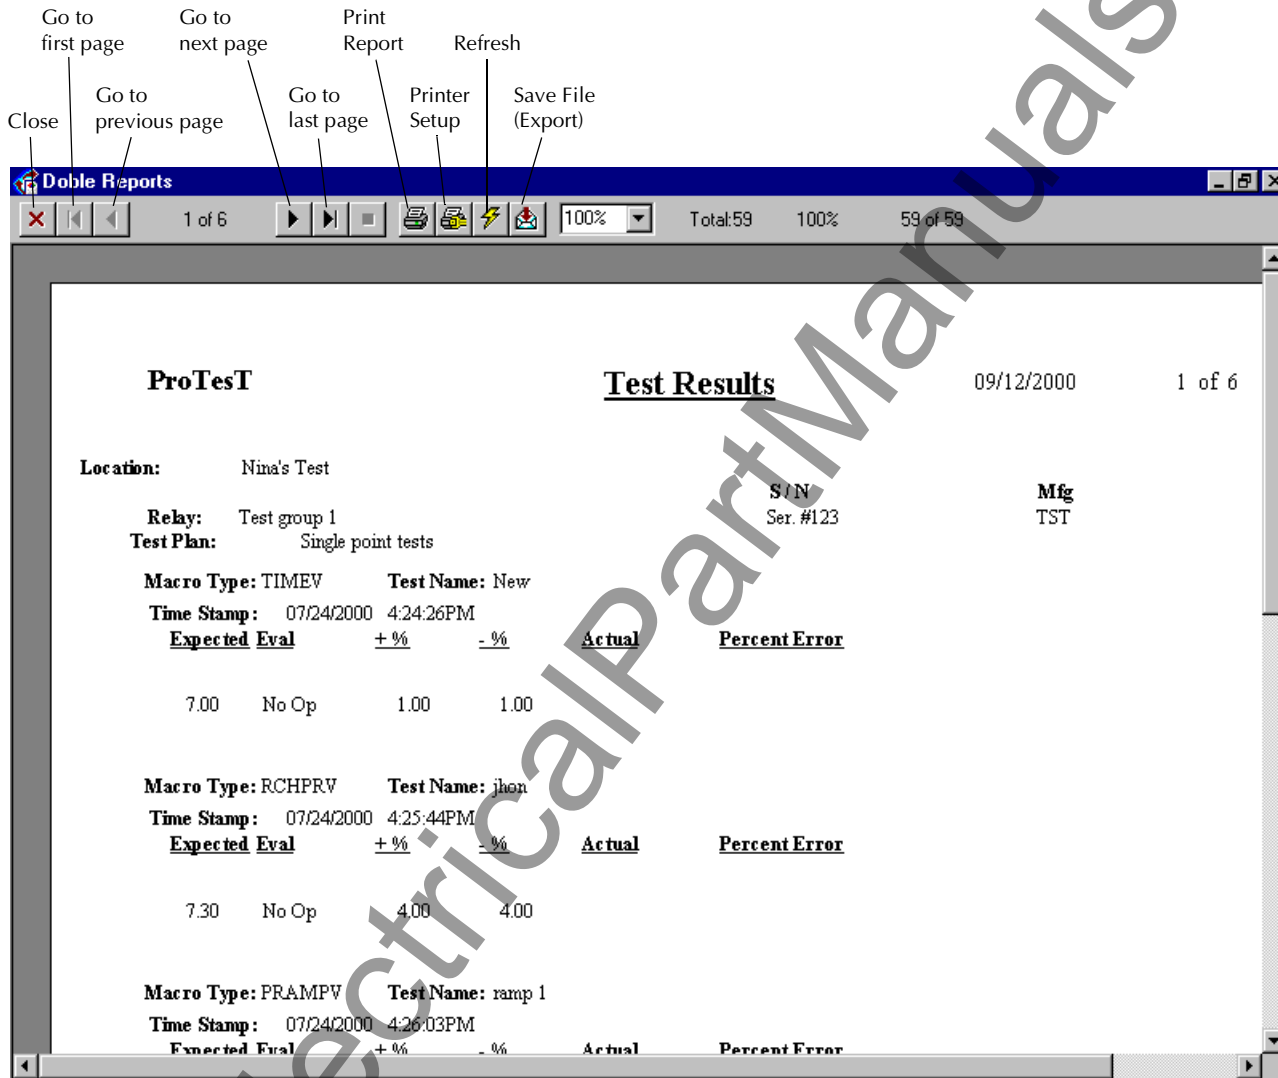 Go to first page
Go to next page
Print Report
Refresh
Close
Go to previous page
Go to last page
Printer Setup
Save File (Export)
Doble Reports
1 of 6
100%
Total:59
100%
59 of 59
ProTesT
Test Results
09/12/2000
1 of 6
Location: Nina's Test
S/N Mfg
Relay: Test group 1 Ser. #123 TST
Test Plan: Single point tests
Macro Type: TIMEV Test Name: New
Time Stamp: 07/24/2000 4:24:26PM
Expected Eval + % - % Actual Percent Error
7.00 No Op 1.00 1.00
Macro Type: RCHPRV Test Name: jhon
Time Stamp: 07/24/2000 4:25:44PM
Expected Eval + % - % Actual Percent Error
7.30 No Op 4.00 4.00
Macro Type: PRAMPV Test Name: ramp 1
Time Stamp: 07/24/2000 4:26:03PM
Expected Eval + % - % Actual Percent Error
ectricalPartManuals